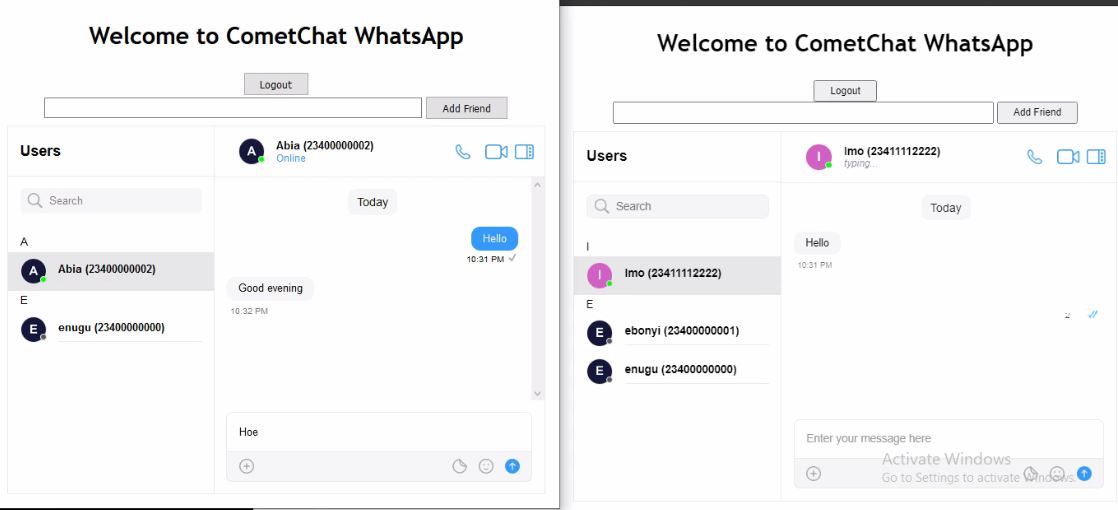 Welcome to CometChat WhatsApp
Logout
Add Friend
Users
Search
A
A
Abia (23400000002)
E
E
enugu (23400000000)
A
Abia (23400000002)
Online
Today
Hello
10:31 PM
Good evening
10:32 PM
Hoe
Welcome to CometChat WhatsApp
Logout
Add Friend
Users
Search
I
I
Imo (23411112222)
E
E
ebonyi (23400000001)
E
enugu (23400000000)
I
Imo (23411112222)
typing...
Today
Hello
10:31 PM
Enter your message here
Activate Windows
Go to Settings to activate Windows.